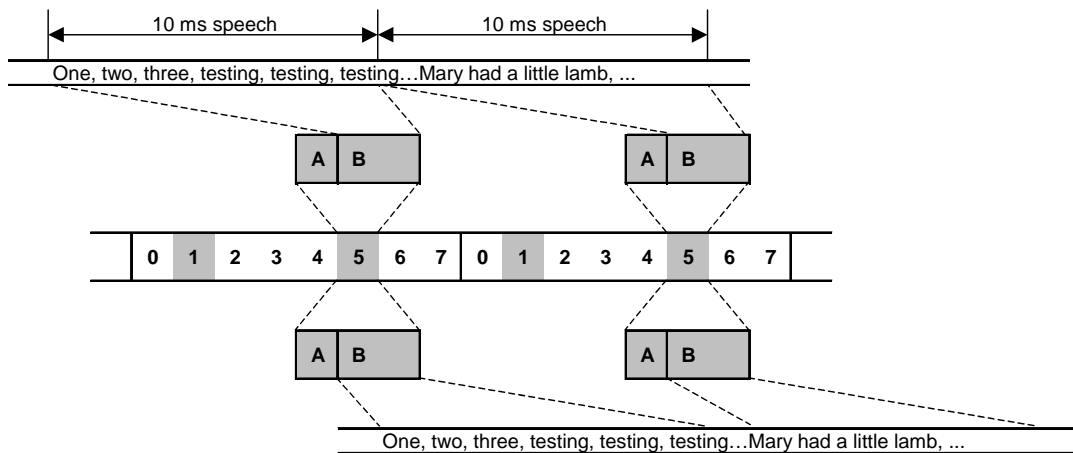 10 ms speech 10 ms speech
One, two, three, testing, testing, testing…Mary had a little lamb, ...
A B A B
0 1 2 3 4 5 6 7 0 1 2 3 4 5 6 7
A B A B
One, two, three, testing, testing, testing…Mary had a little lamb, ...